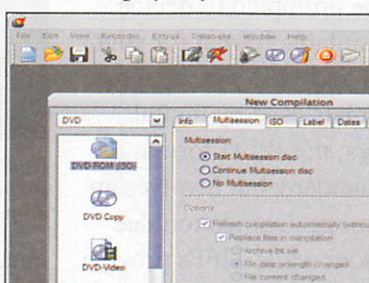 File Edit View Recorder Extras Database Window Help
New Compilation
DVD
Info Multisession ISO Label Dates
Multisession
Start Multisession disc
Continue Multisession disc
No Multisession
DVD-ROM (ISO)
DVD Copy
DVD-Video
Options
Refresh compilation automatically
Replace files in compilation
Archive bit set
File date or length changed
File content changed